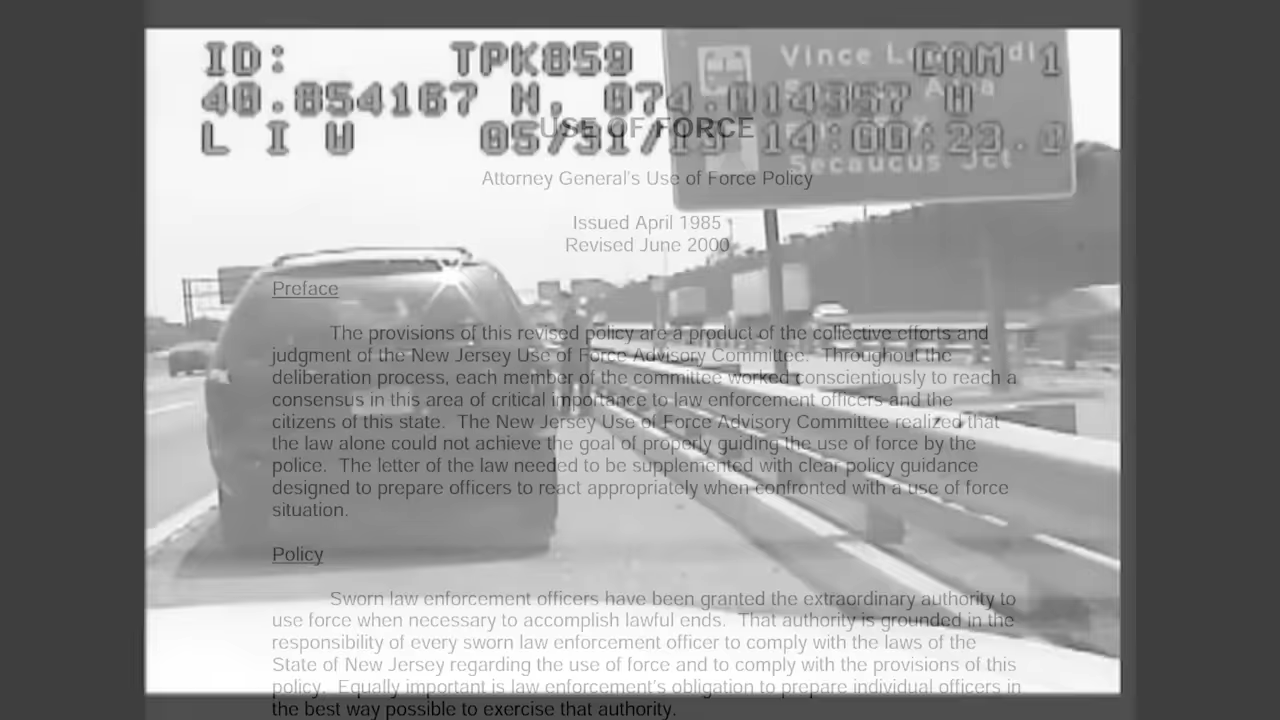 ID: TPK859 CAM 1
40.854167 N, 074.014357 W
L I W 05/31/15 14:00:23.0
Vince
Area
Secaucus Jct
USE OF FORCE
Attorney General's Use of Force Policy
Issued April 1985
Revised June 2000
Preface
The provisions of this revised policy are a product of the collective efforts and
judgment of the New Jersey Use of Force Advisory Committee. Throughout the
deliberation process, each member of the committee worked conscientiously to reach a
consensus in this area of critical importance to law enforcement officers and the
citizens of this state. The New Jersey Use of Force Advisory Committee realized that
the law alone could not achieve the goal of properly guiding the use of force by the
police. The letter of the law needed to be supplemented with clear policy guidance
designed to prepare officers to react appropriately when confronted with a use of force
situation.
Policy
Sworn law enforcement officers have been granted the extraordinary authority to
use force when necessary to accomplish lawful ends. That authority is grounded in the
responsibility of every sworn law enforcement officer to comply with the laws of the
State of New Jersey regarding the use of force and to comply with the provisions of this
policy. Equally important is law enforcement's obligation to prepare individual officers in
the best way possible to exercise that authority.